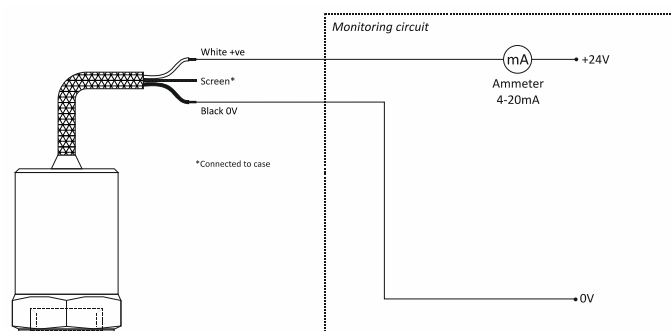 Monitoring circuit
White +ve
mA
+24V
Screen*
Ammeter
4-20mA
Black 0V
*Connected to case
0V